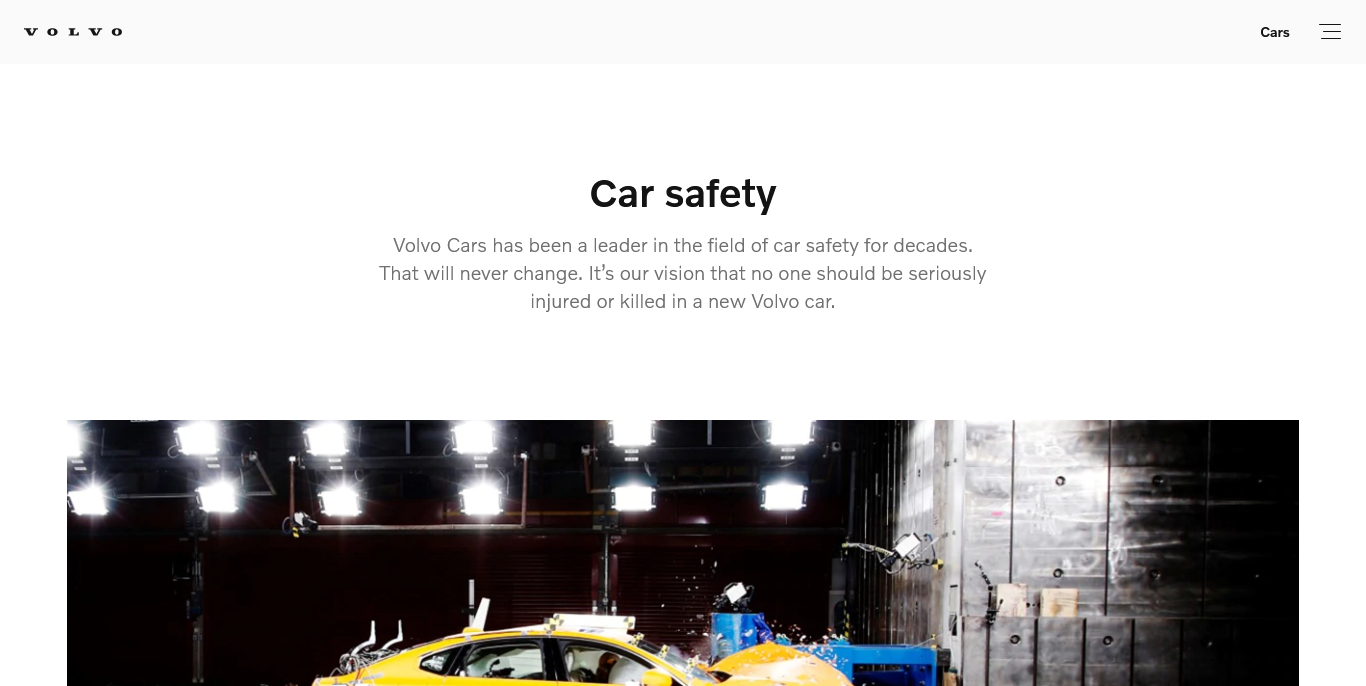 VOLVO
Cars
Car safety
Volvo Cars has been a leader in the field of car safety for decades.
That will never change. It’s our vision that no one should be seriously
injured or killed in a new Volvo car.